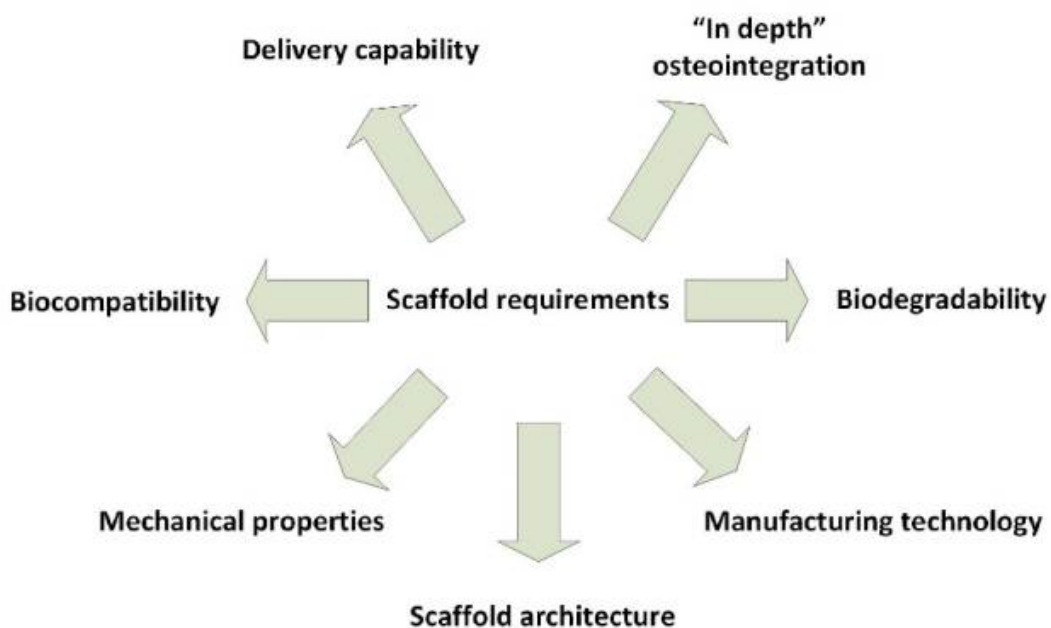 Delivery capability
“In depth”
osteointegration
Biocompatibility
Scaffold requirements
Biodegradability
Mechanical properties
Manufacturing technology
Scaffold architecture